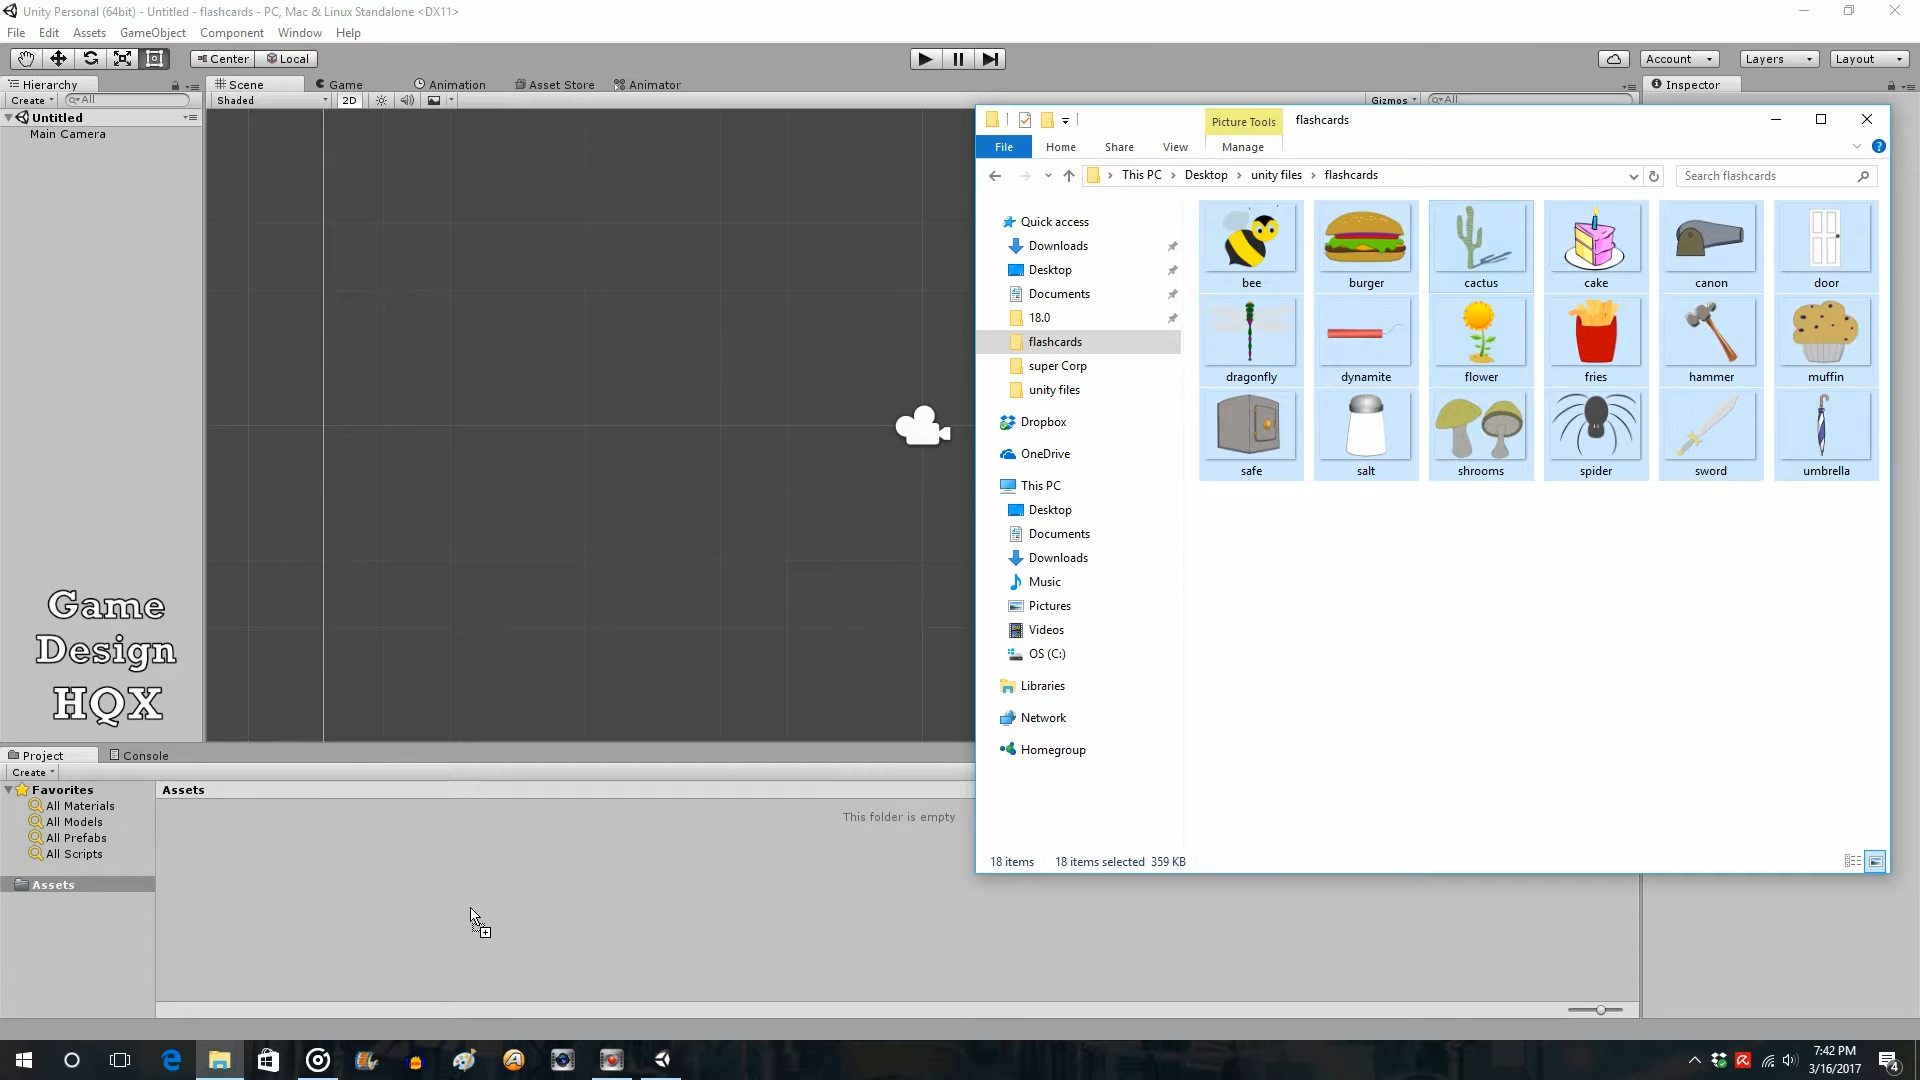 Unity Personal (64bit) - Untitled - flashcards - PC, Mac & Linux Standalone <DX11>
File Edit Assets GameObject Component Window Help
Center Local Account Layers Layout
Hierarchy Scene Game Animation Asset Store Animator Inspector
Create All Shaded 2D Gizmos All
Untitled
Main Camera
Game
Design
HQX
Picture Tools flashcards
File Home Share View Manage
This PC Desktop unity files flashcards Search flashcards
Quick access
Downloads
Desktop
Documents
18.0
flashcards
super Corp
unity files
Dropbox
OneDrive
This PC
Desktop
Documents
Downloads
Music
Pictures
Videos
OS (C:)
Libraries
Network
Homegroup
bee burger cactus cake canon door
dragonfly dynamite flower fries hammer muffin
safe salt shrooms spider sword umbrella
18 items 18 items selected 359 KB
Project Console
Create
Favorites
All Materials
All Models
All Prefabs
All Scripts
Assets
Assets
This folder is empty
7:42 PM
3/16/2017
4